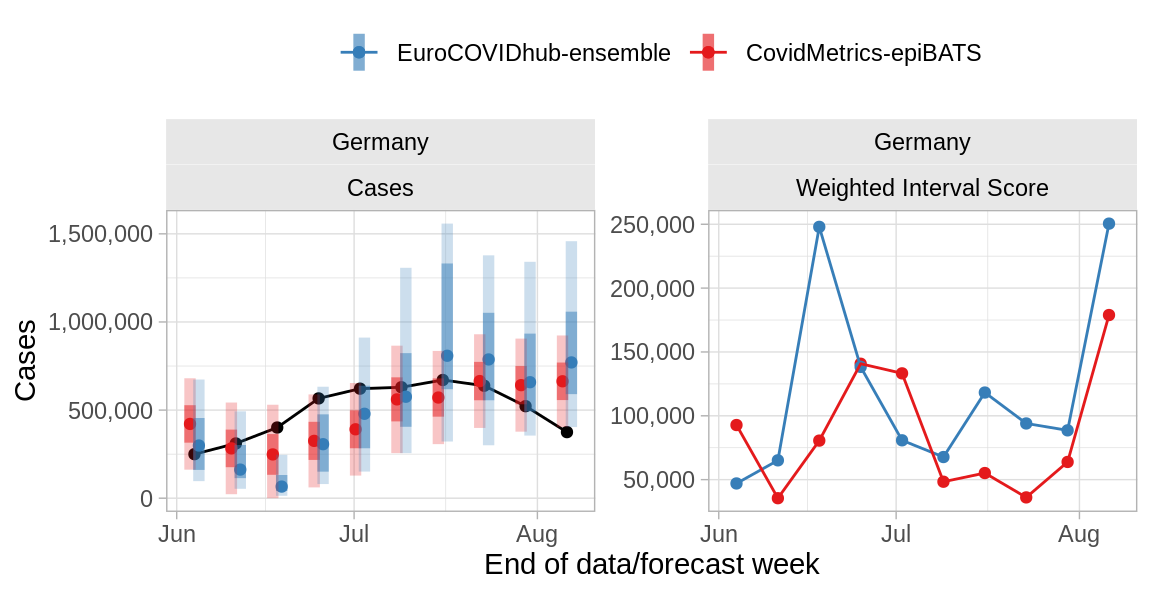 EuroCOVIDhub-ensemble CovidMetrics-epiBATS
Germany
Cases
Cases
1,500,000
1,000,000
500,000
0
Jun Jul Aug
Germany
Weighted Interval Score
250,000
200,000
150,000
100,000
50,000
Jun Jul Aug
End of data/forecast week